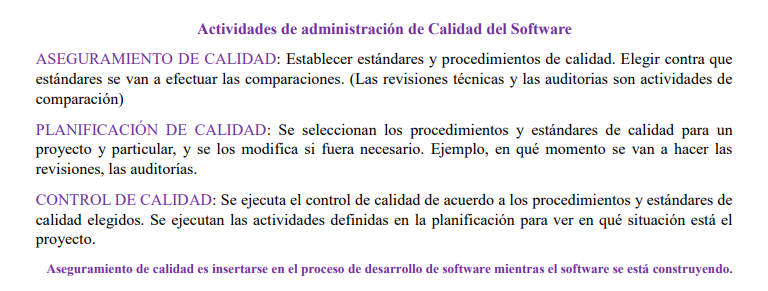 Actividades de administración de Calidad del Software
ASEGURAMIENTO DE CALIDAD: Establecer estándares y procedimientos de calidad. Elegir contra que
estándares se van a efectuar las comparaciones. (Las revisiones técnicas y las auditorias son actividades de
comparación)
PLANIFICACIÓN DE CALIDAD: Se seleccionan los procedimientos y estándares de calidad para un
proyecto y particular, y se los modifica si fuera necesario. Ejemplo, en qué momento se van a hacer las
revisiones, las auditorías.
CONTROL DE CALIDAD: Se ejecuta el control de calidad de acuerdo a los procedimientos y estándares de
calidad elegidos. Se ejecutan las actividades definidas en la planificación para ver en qué situación está el
proyecto.
Aseguramiento de calidad es insertarse en el proceso de desarrollo de software mientras el software se está construyendo.